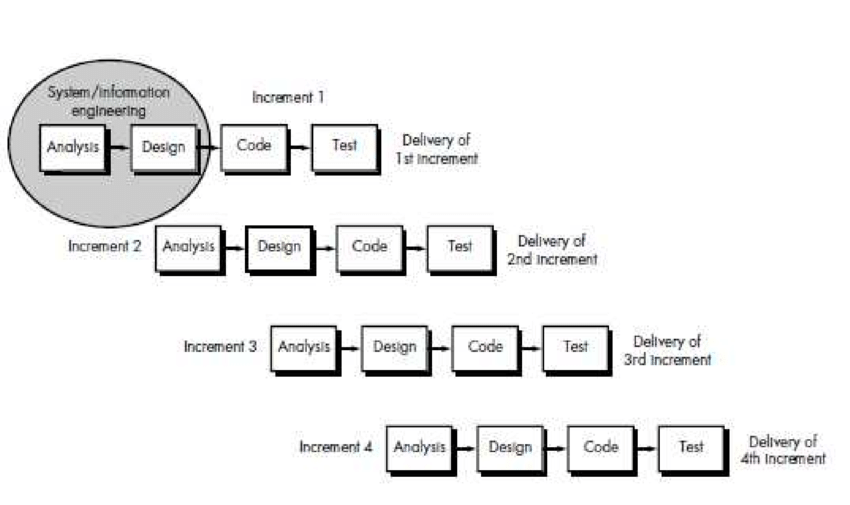 System/information
engineering
Increment 1
Analysis
Design
Code
Test
Delivery of
1st increment
Increment 2
Analysis
Design
Code
Test
Delivery of
2nd increment
Increment 3
Analysis
Design
Code
Test
Delivery of
3rd increment
Increment 4
Analysis
Design
Code
Test
Delivery of
4th increment